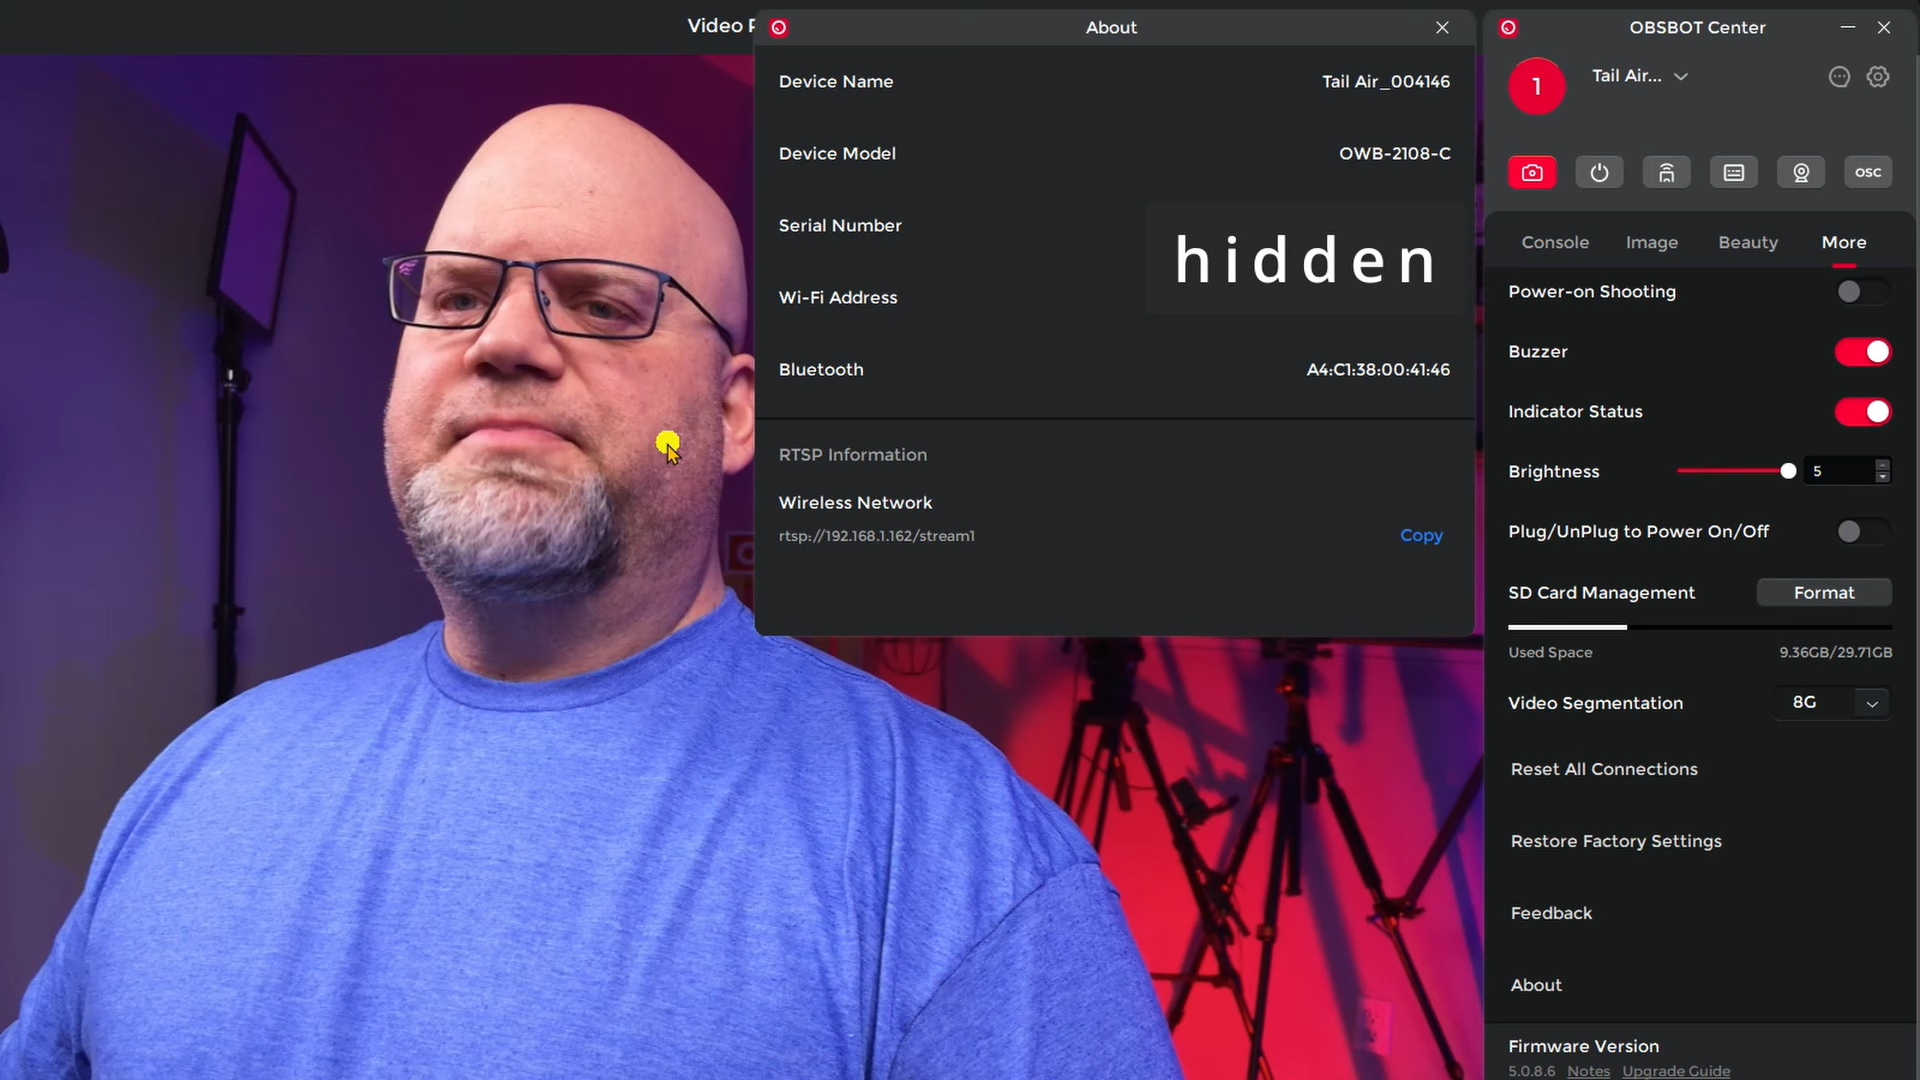 Video
About
Device Name Tail Air_004146
Device Model OWB-2108-C
Serial Number
hidden
Wi-Fi Address
Bluetooth A4:C1:38:00:41:46
RTSP Information
Wireless Network
rtsp://192.168.1.162/stream1 Copy
OBSBOT Center
1 Tail Air...
OSC
Console Image Beauty More
Power-on Shooting
Buzzer
Indicator Status
Brightness 5
Plug/UnPlug to Power On/Off
SD Card Management Format
Used Space 9.36GB/29.71GB
Video Segmentation 8G
Reset All Connections
Restore Factory Settings
Feedback
About
Firmware Version
5.0.8.6 Notes Upgrade Guide